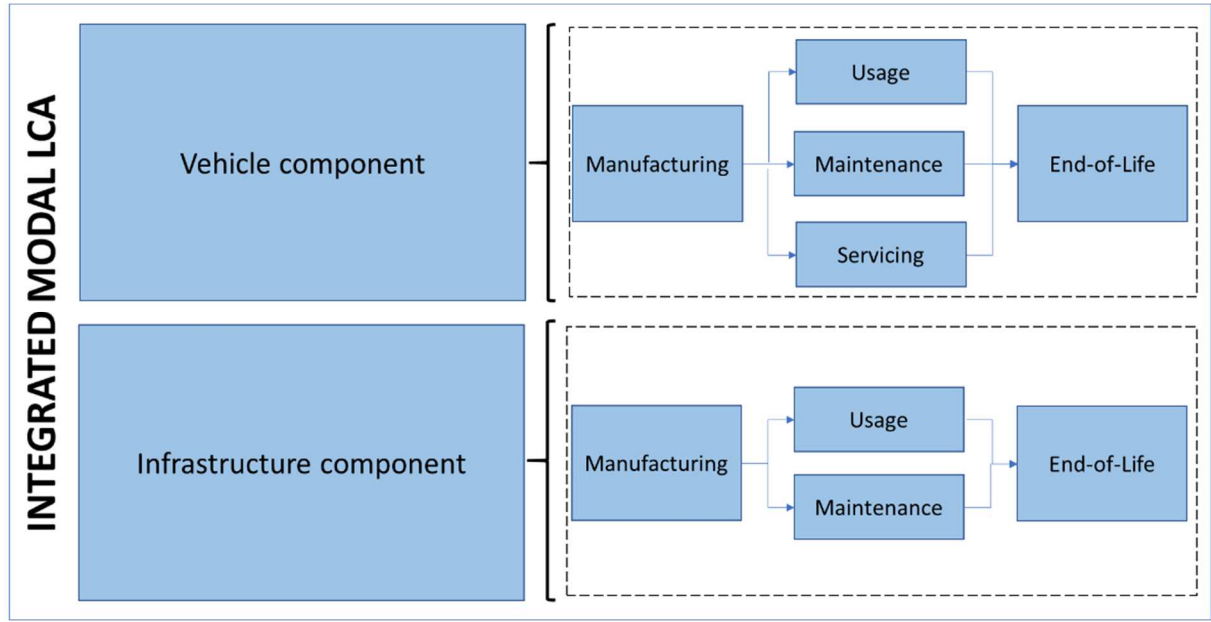 INTEGRATED MODAL LCA
Vehicle component
Manufacturing
Usage
Maintenance
Servicing
End-of-Life
Infrastructure component
Manufacturing
Usage
Maintenance
End-of-Life